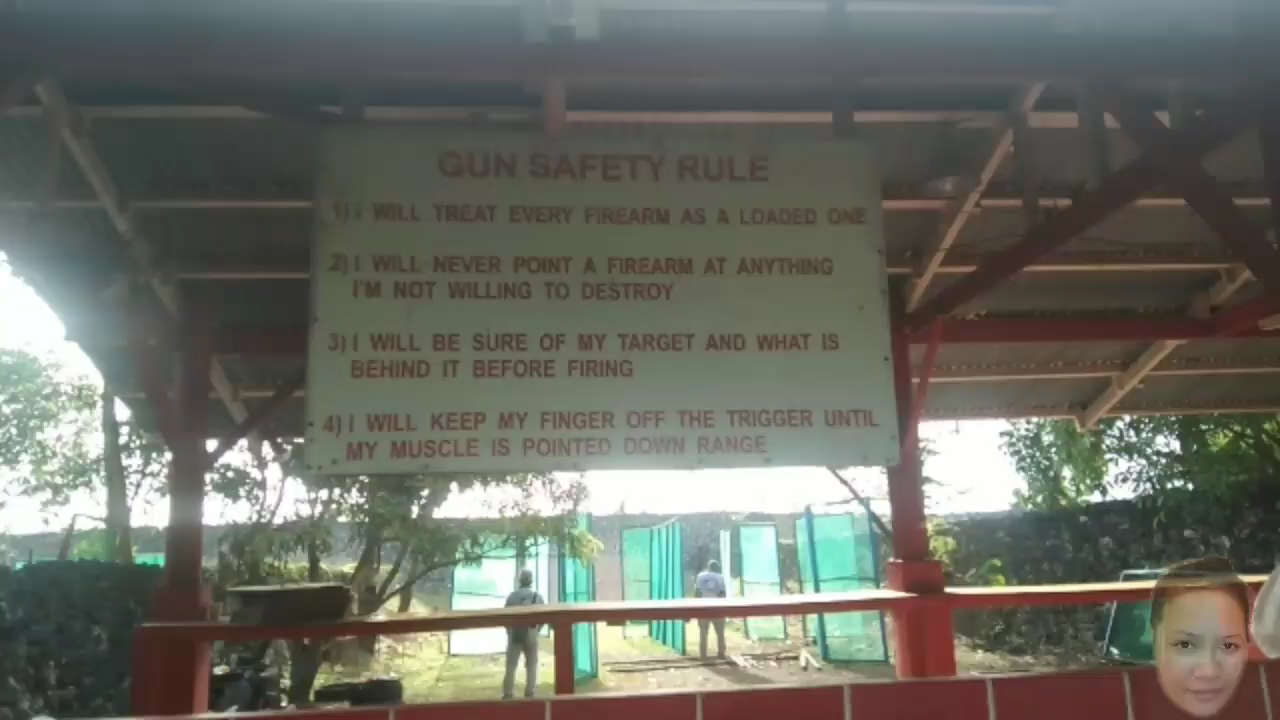 GUN SAFETY RULE
1) I WILL TREAT EVERY FIREARM AS A LOADED ONE
2) I WILL NEVER POINT A FIREARM AT ANYTHING
I'M NOT WILLING TO DESTROY
3) I WILL BE SURE OF MY TARGET AND WHAT IS
BEHIND IT BEFORE FIRING
4) I WILL KEEP MY FINGER OFF THE TRIGGER UNTIL
MY MUSCLE IS POINTED DOWN RANGE